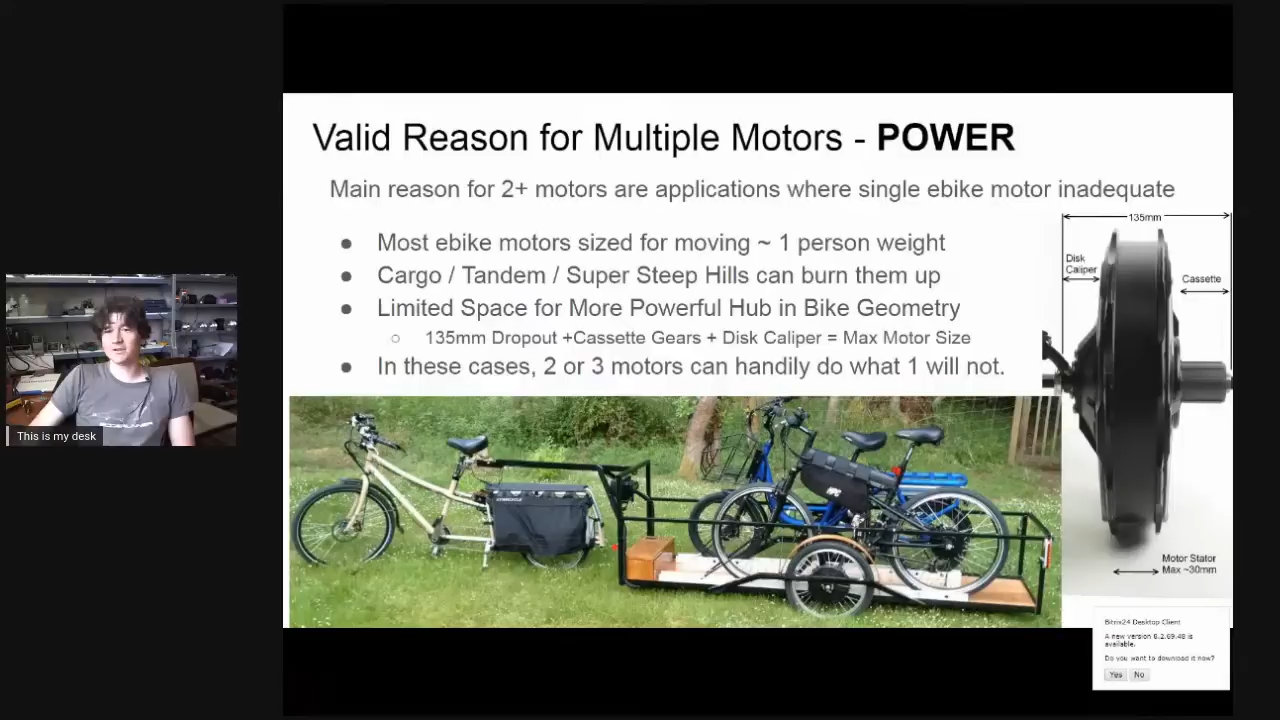 Valid Reason for Multiple Motors - POWER
Main reason for 2+ motors are applications where single ebike motor inadequate
● Most ebike motors sized for moving ~ 1 person weight
● Cargo / Tandem / Super Steep Hills can burn them up
● Limited Space for More Powerful Hub in Bike Geometry
○ 135mm Dropout +Cassette Gears + Disk Caliper = Max Motor Size
● In these cases, 2 or 3 motors can handily do what 1 will not.
135mm
Disk
Caliper
Cassette
Motor Stator
Max ~30mm
This is my desk
Bitrix24 Desktop Client
A new version 6.2.69.48 is
available.
Do you want to download it now?
Yes No